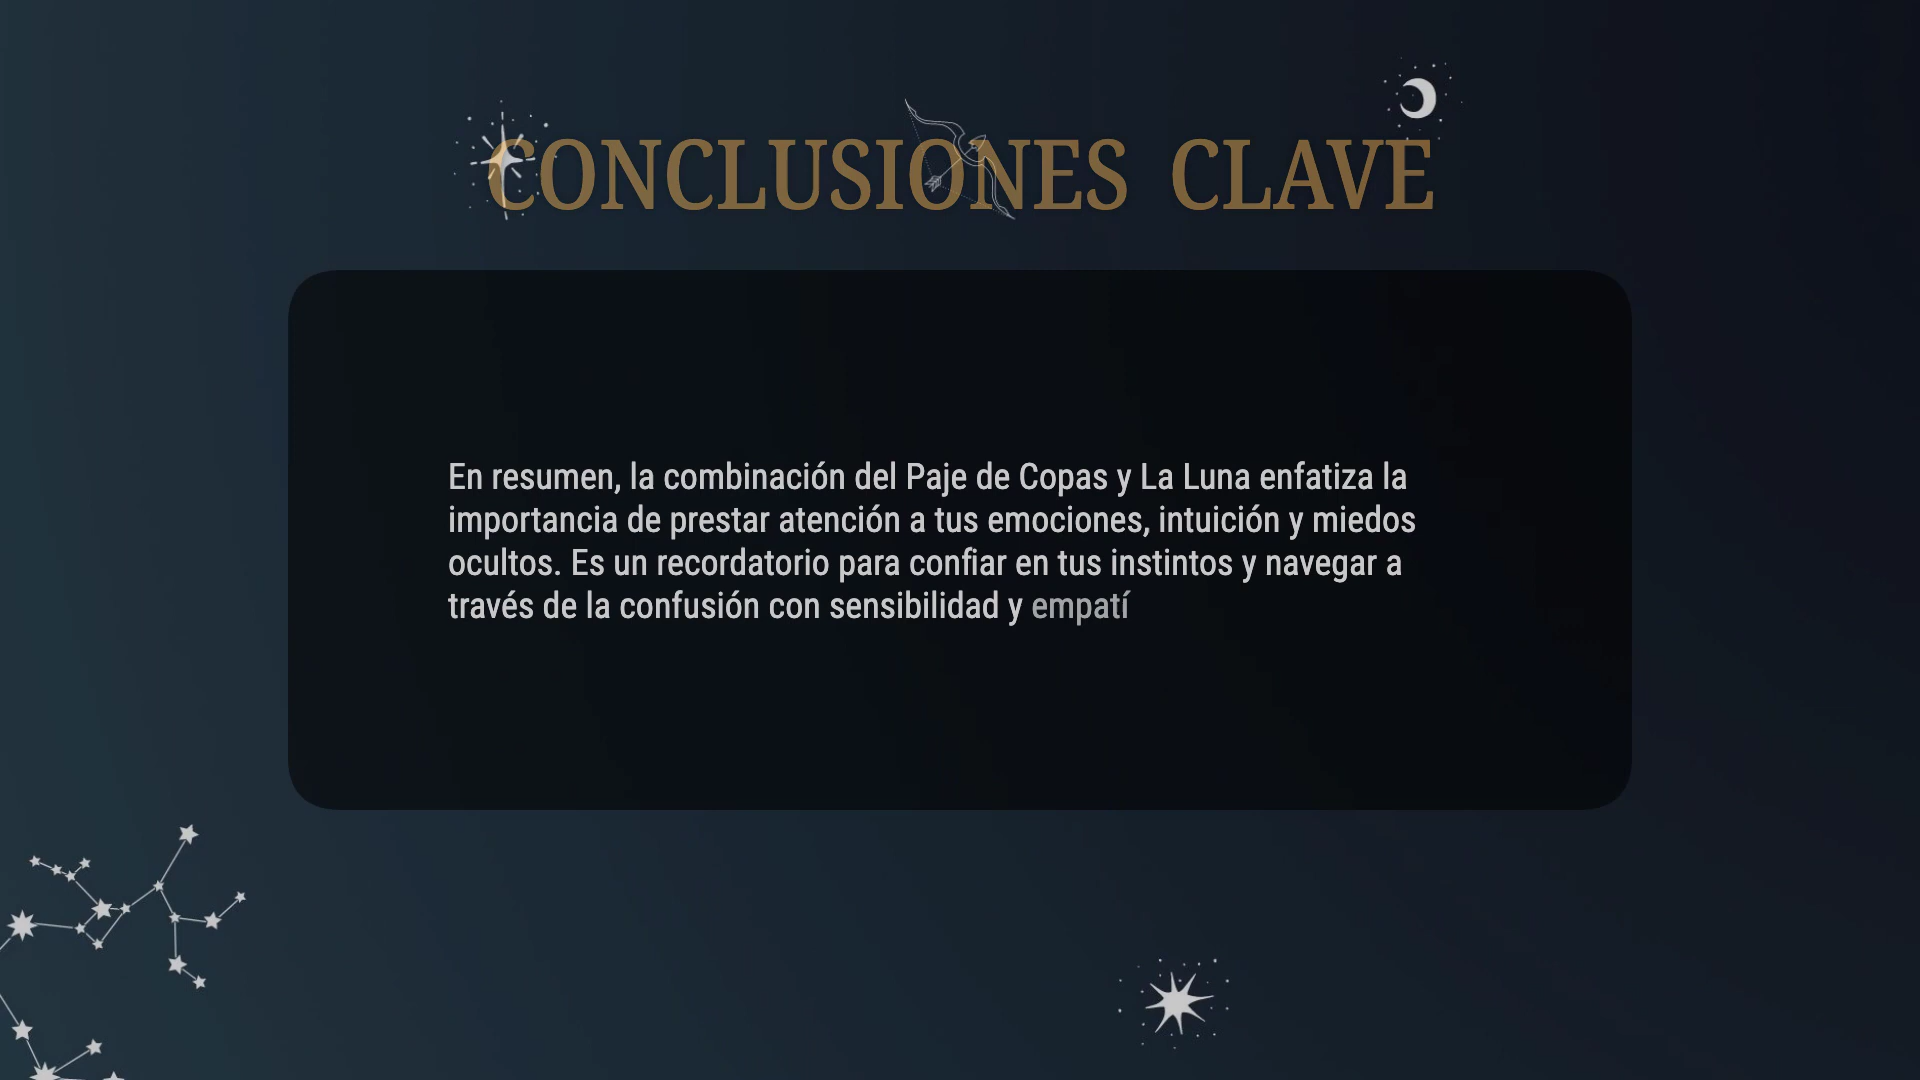 CONCLUSIONES CLAVE
En resumen, la combinación del Paje de Copas y La Luna enfatiza la
importancia de prestar atención a tus emociones, intuición y miedos
ocultos. Es un recordatorio para confiar en tus instintos y navegar a
través de la confusión con sensibilidad y empatí